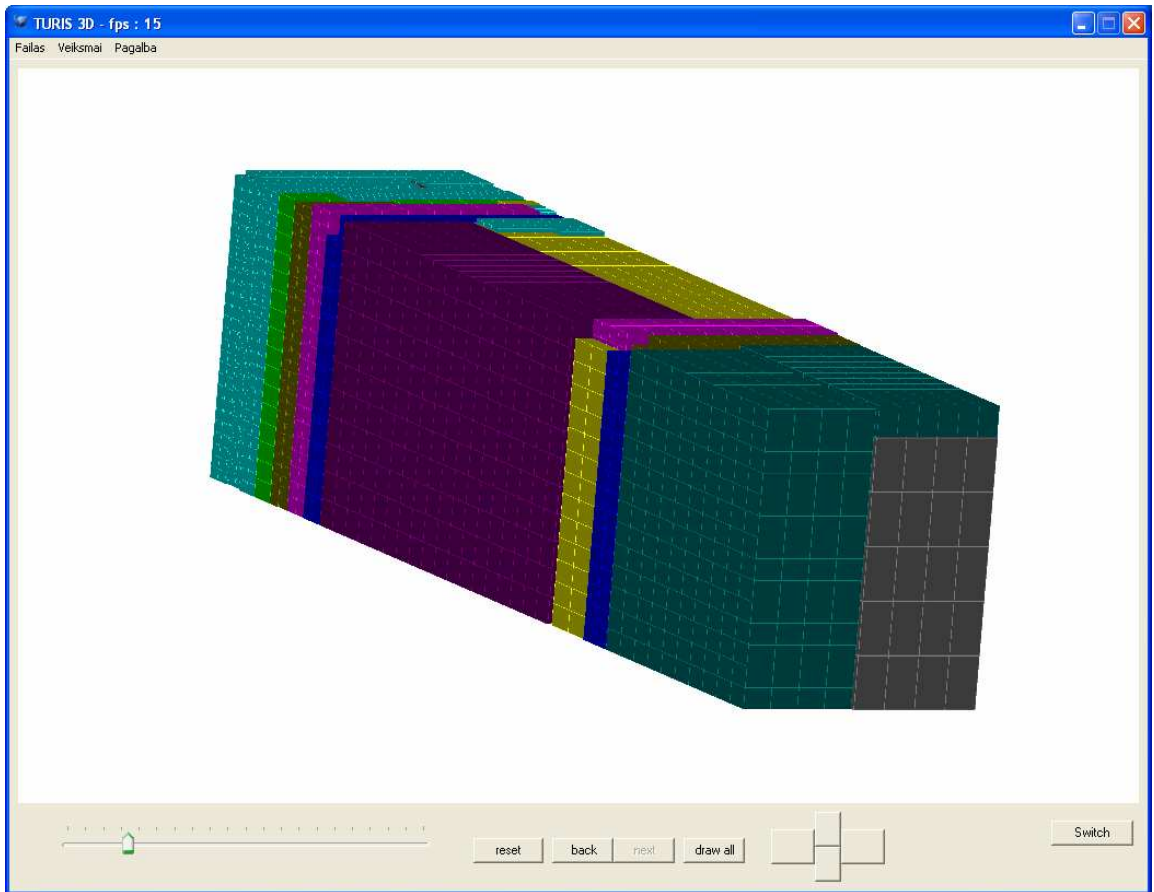 TURIS 3D - fps : 15
Failas Veiksmai Pagalba
reset back next draw all Switch